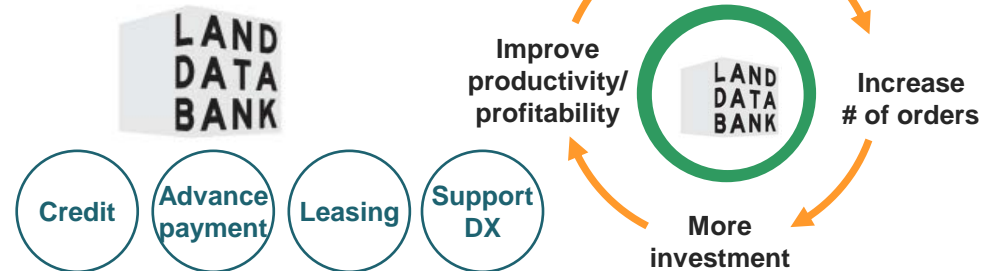 LAND
DATA
BANK
Credit
Advance
payment
Leasing
Support
DX
Improve
productivity/
profitability
LAND
DATA
BANK
Increase
# of orders
More
investment